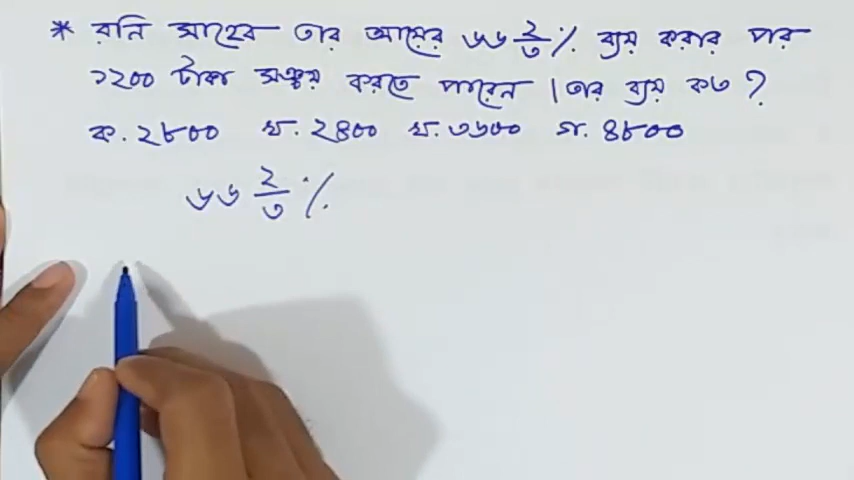 * রনি সাহেব তার আয়ের ৬৬ ২/৩ % ব্যয় করার পর
১২০০ টাকা সঞ্চয় করতে পারেন । তার ব্যয় কত ?
ক. ২৮০০ খ. ২৪০০ ঘ. ৩৬০০ গ. ৪৮০০
৬৬ ২/৩ %